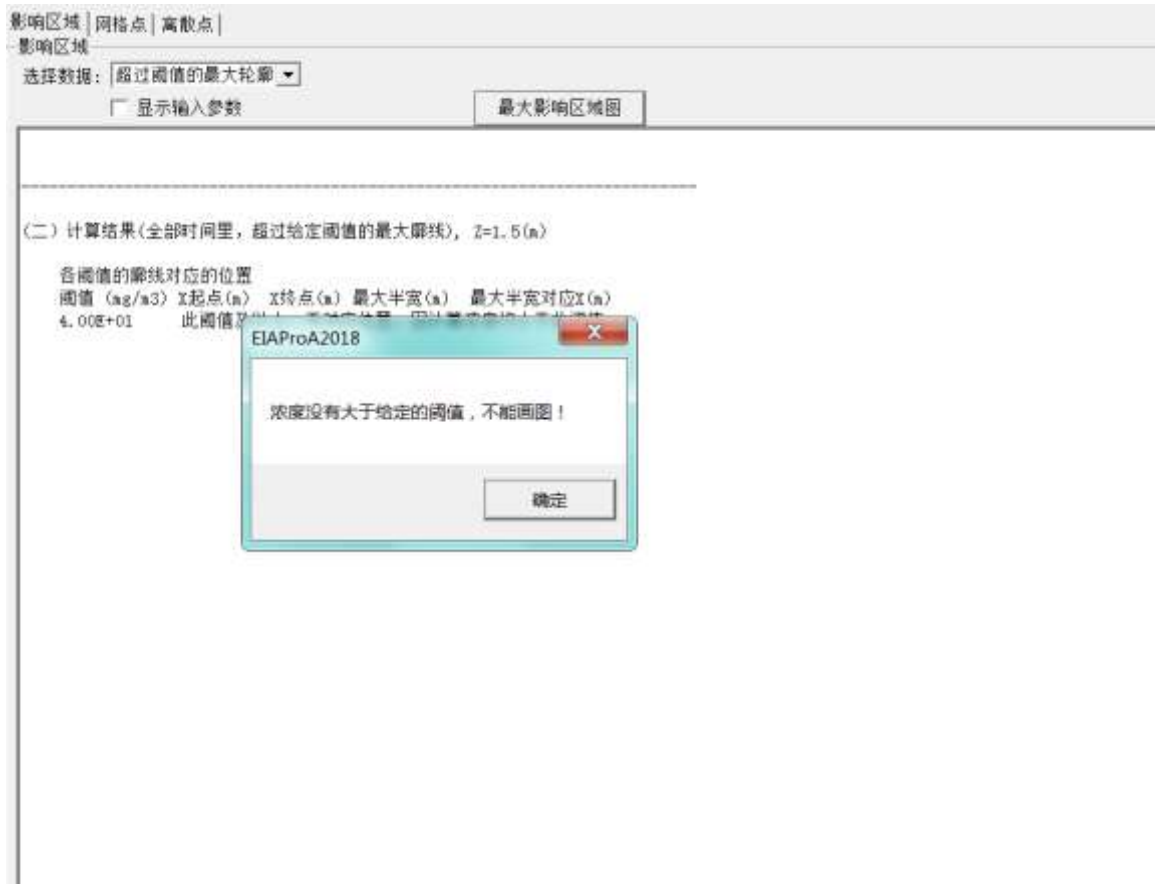 影响区域 网格点 离散点
影响区域
选择数据: 超过阈值的最大轮廓
显示输入参数
最大影响区域图
(二)计算结果(全部时间里,超过给定阈值的最大廓线), Z=1.5(m)
各阈值的廓线对应的位置
阈值 (mg/m3) X起点(m) X终点(m) 最大半宽(m) 最大半宽对应X(m)
4.00E+01 此阈值及
EIAProA2018
浓度没有大于给定的阈值,不能画图!
确定